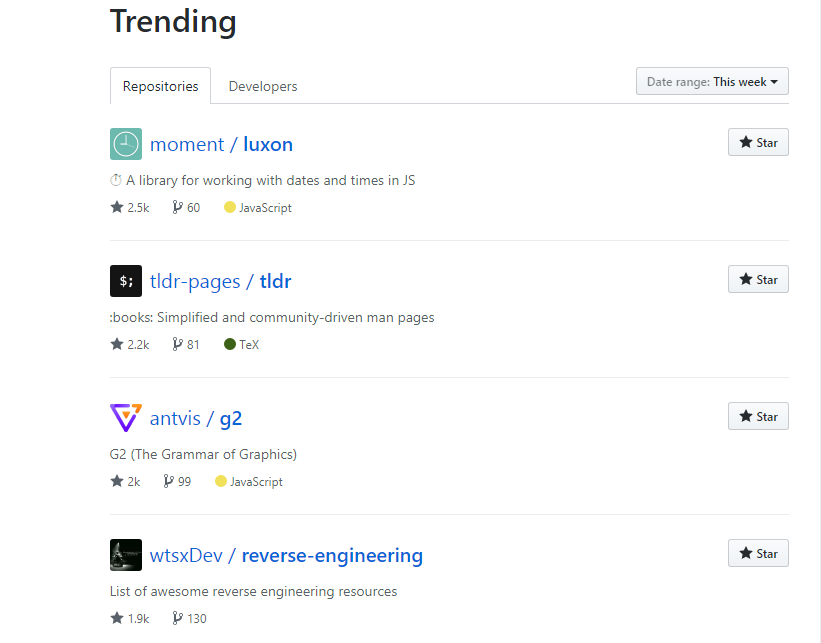 Trending
Repositories Developers Date range: This week
moment / luxon Star
⏱ A library for working with dates and times in JS
2.5k 60 JavaScript
$; tldr-pages / tldr Star
:books: Simplified and community-driven man pages
2.2k 81 TeX
antvis / g2 Star
G2 (The Grammar of Graphics)
2k 99 JavaScript
wtsxDev / reverse-engineering Star
List of awesome reverse engineering resources
1.9k 130